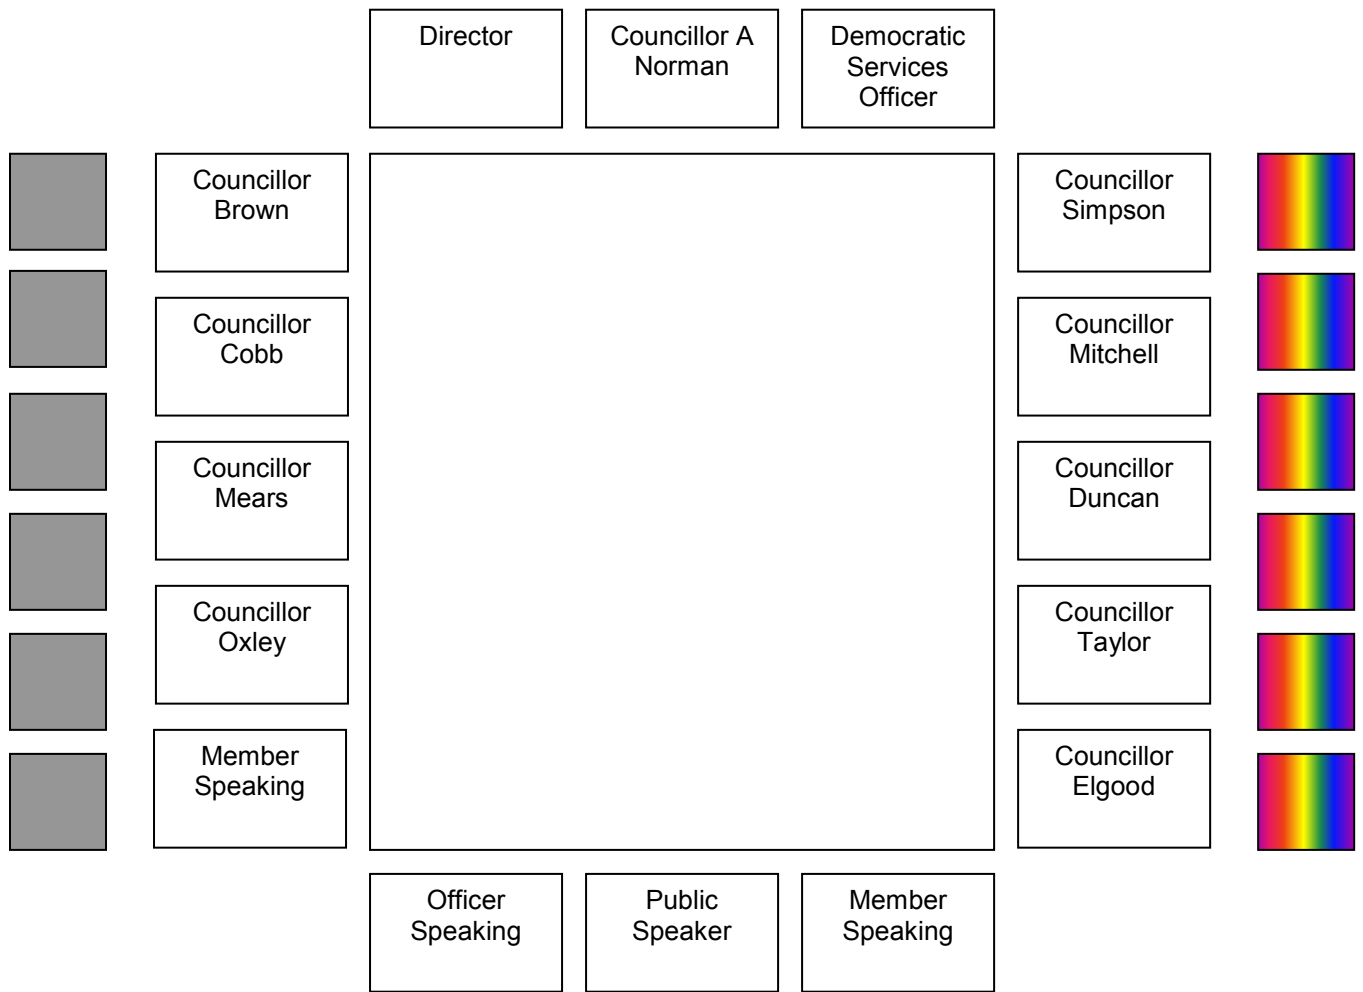 Director
Councillor A
Norman
Democratic
Services
Officer
Councillor
Brown
Councillor
Simpson
Councillor
Cobb
Councillor
Mitchell
Councillor
Mears
Councillor
Duncan
Councillor
Oxley
Councillor
Taylor
Member
Speaking
Councillor
Elgood
Officer
Speaking
Public
Speaker
Member
Speaking